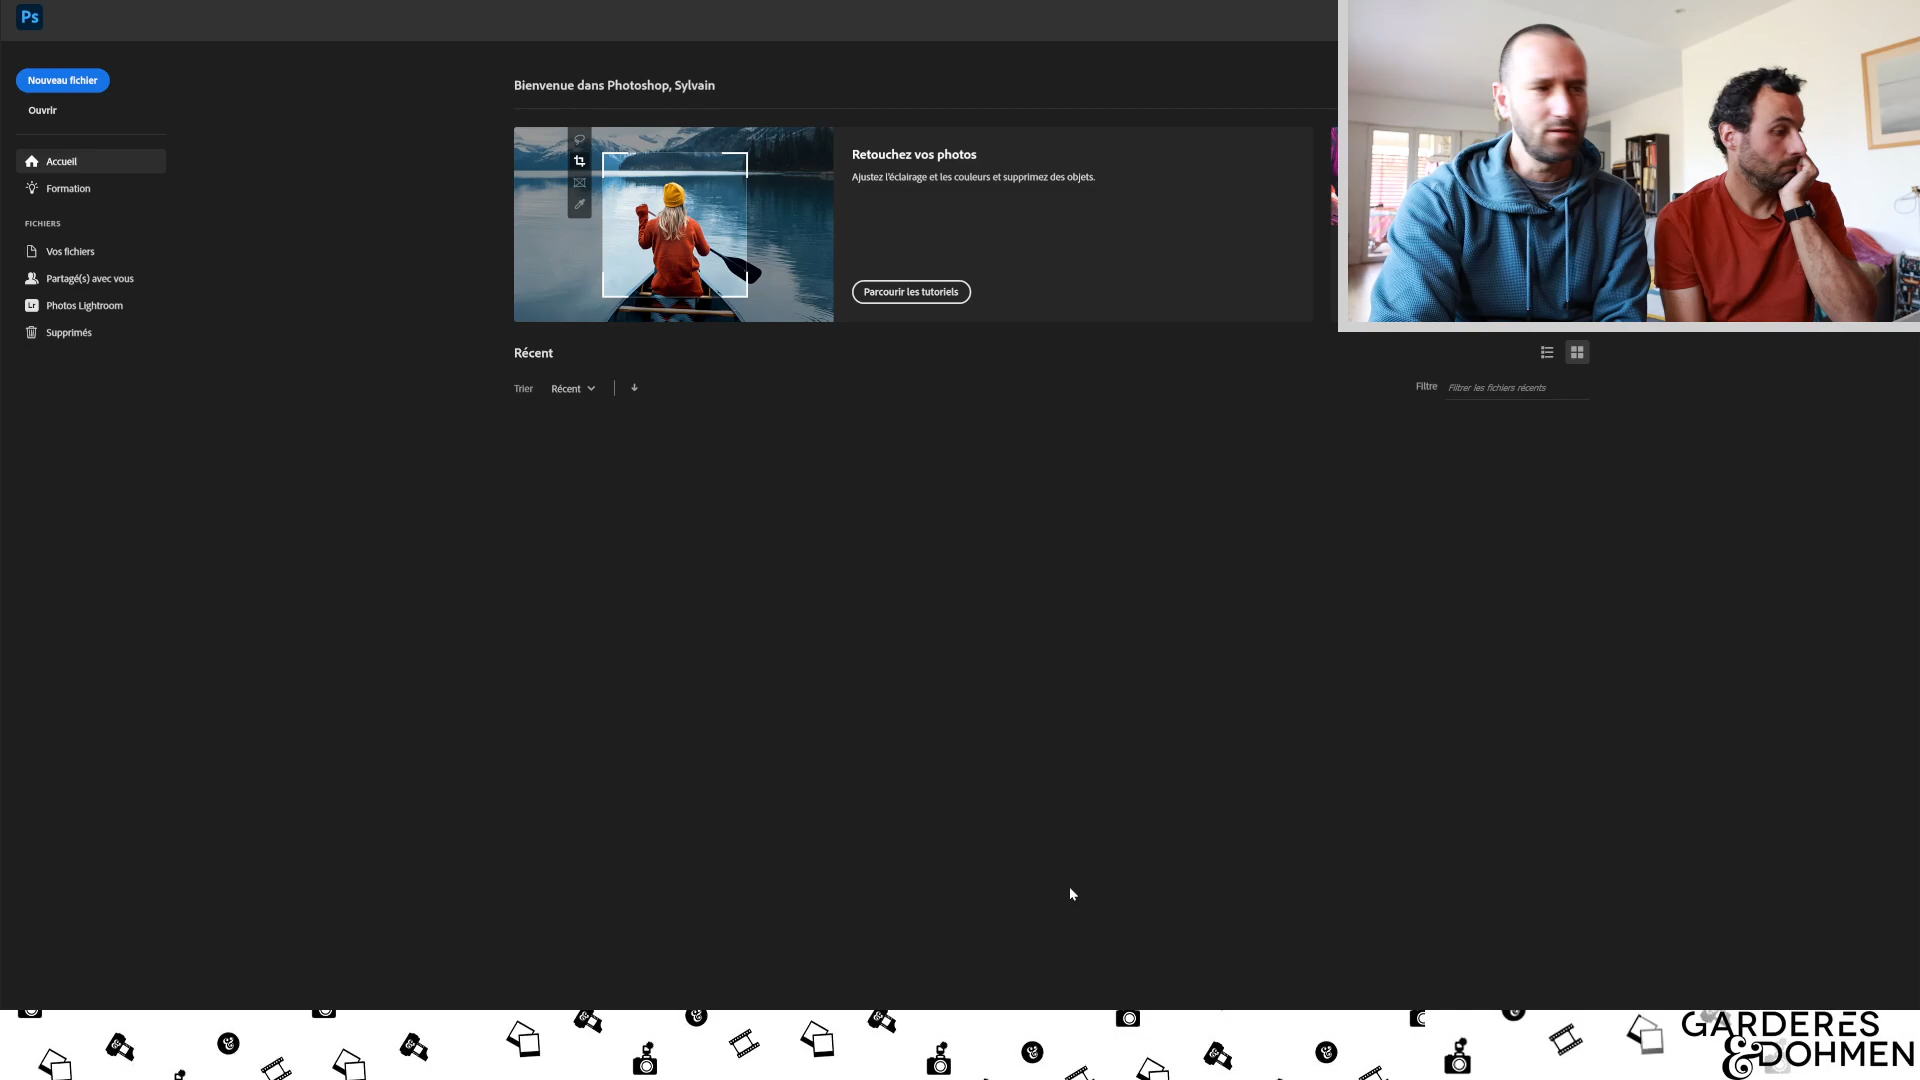 Ps
Nouveau fichier
Ouvrir
Accueil
Formation
FICHIERS
Vos fichiers
Partagé(s) avec vous
Lr
Photos Lightroom
Supprimés
Bienvenue dans Photoshop, Sylvain
Retouchez vos photos
Ajustez l'éclairage et les couleurs et supprimez des objets.
Parcourir les tutoriels
Récent
Trier Récent
Filtre Filtrer les fichiers récents
GARDERES
&DOHMEN